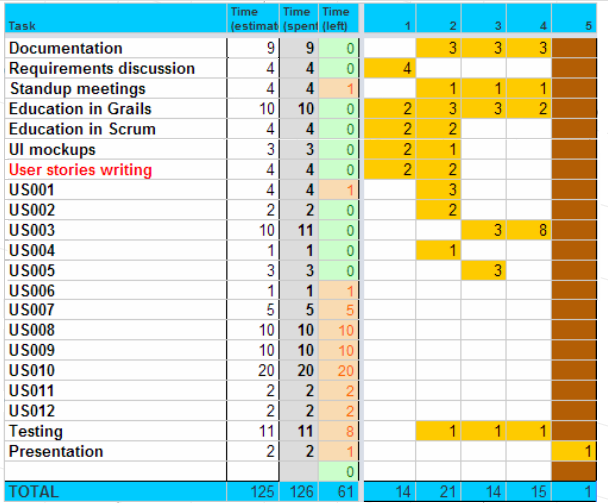 Task Time (estimat Time (spent Time (left) 1 2 3 4 5
Documentation 9 9 0 3 3 3
Requirements discussion 4 4 0 4
Standup meetings 4 4 1 1 1 1
Education in Grails 10 10 0 2 3 3 2
Education in Scrum 4 4 0 2 2
UI mockups 3 3 0 2 1
User stories writing 4 4 0 2 2
US001 4 4 1 3
US002 2 2 0 2
US003 10 11 0 3 8
US004 1 1 0 1
US005 3 3 0 3
US006 1 1 1
US007 5 5 5
US008 10 10 10
US009 10 10 10
US010 20 20 20
US011 2 2 2
US012 2 2 2
Testing 11 11 8 1 1 1
Presentation 2 2 1 1
0
TOTAL 125 126 61 14 21 14 15 1